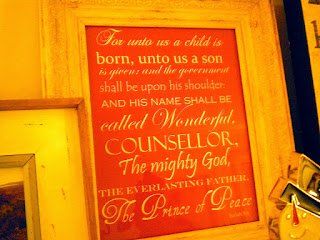 For unto us a child is
born, unto us a son
is given: and the government
shall be upon his shoulder:
AND HIS NAME SHALL BE
called Wonderful,
COUNSELLOR,
The mighty God,
THE EVERLASTING FATHER,
The Prince of Peace